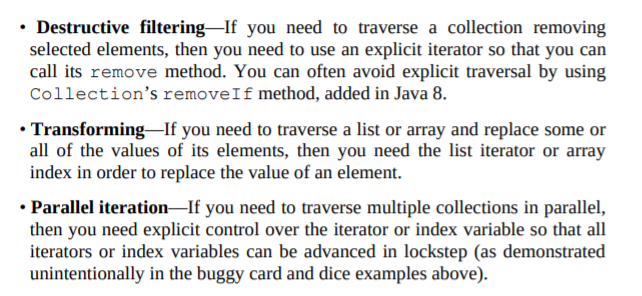 • Destructive filtering—If you need to traverse a collection removing
selected elements, then you need to use an explicit iterator so that you can
call its remove method. You can often avoid explicit traversal by using
Collection’s removeIf method, added in Java 8.
• Transforming—If you need to traverse a list or array and replace some or
all of the values of its elements, then you need the list iterator or array
index in order to replace the value of an element.
• Parallel iteration—If you need to traverse multiple collections in parallel,
then you need explicit control over the iterator or index variable so that all
iterators or index variables can be advanced in lockstep (as demonstrated
unintentionally in the buggy card and dice examples above).